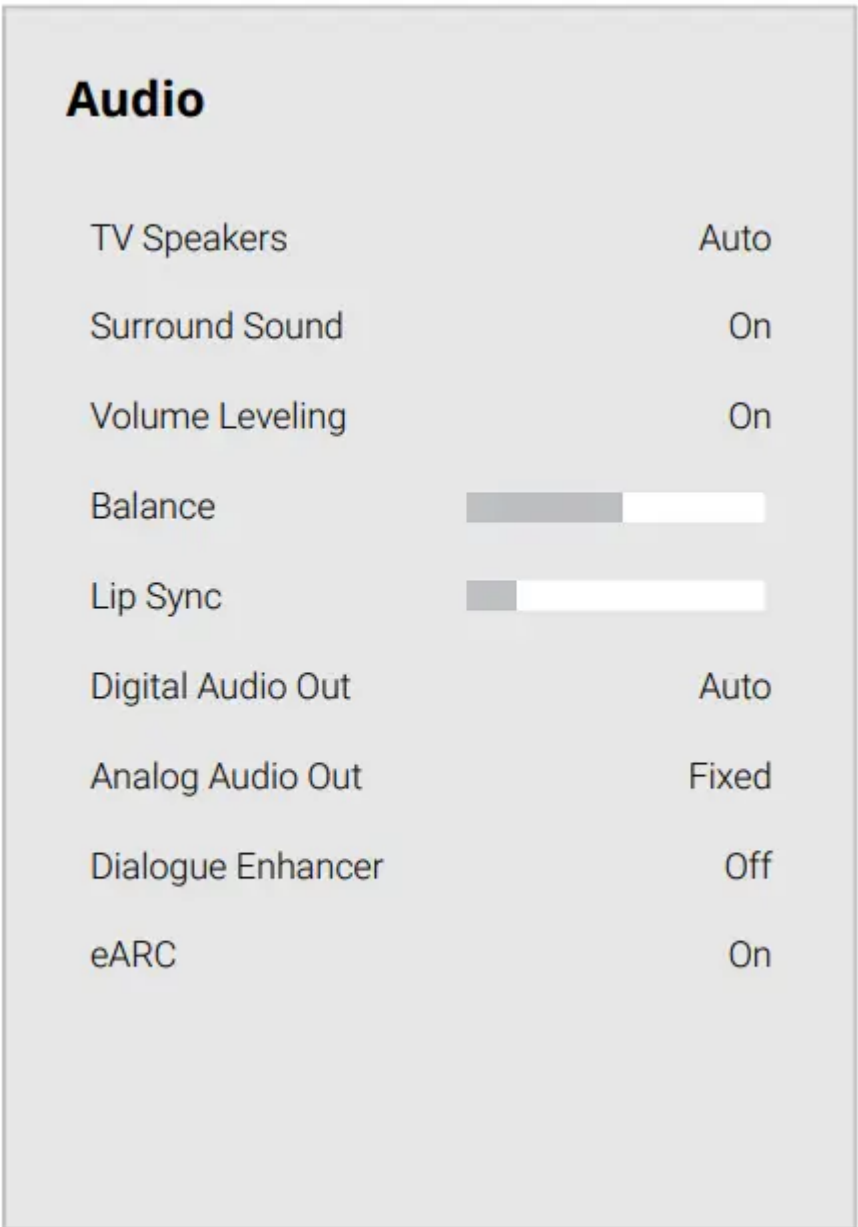 Audio
TV Speakers Auto
Surround Sound On
Volume Leveling On
Balance
Lip Sync
Digital Audio Out Auto
Analog Audio Out Fixed
Dialogue Enhancer Off
eARC On